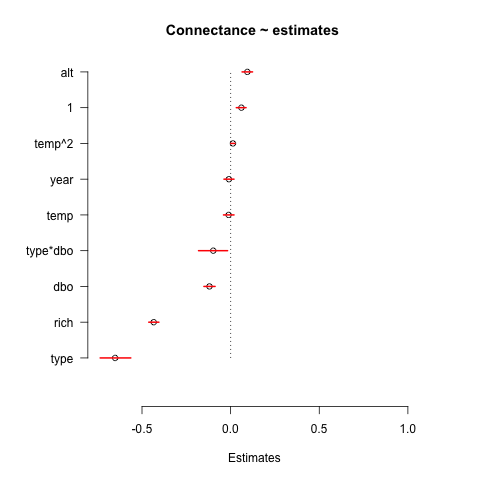 Connectance ~ estimates
alt
1
temp^2
year
temp
type*dbo
dbo
rich
type
-0.5 0.0 0.5 1.0
Estimates